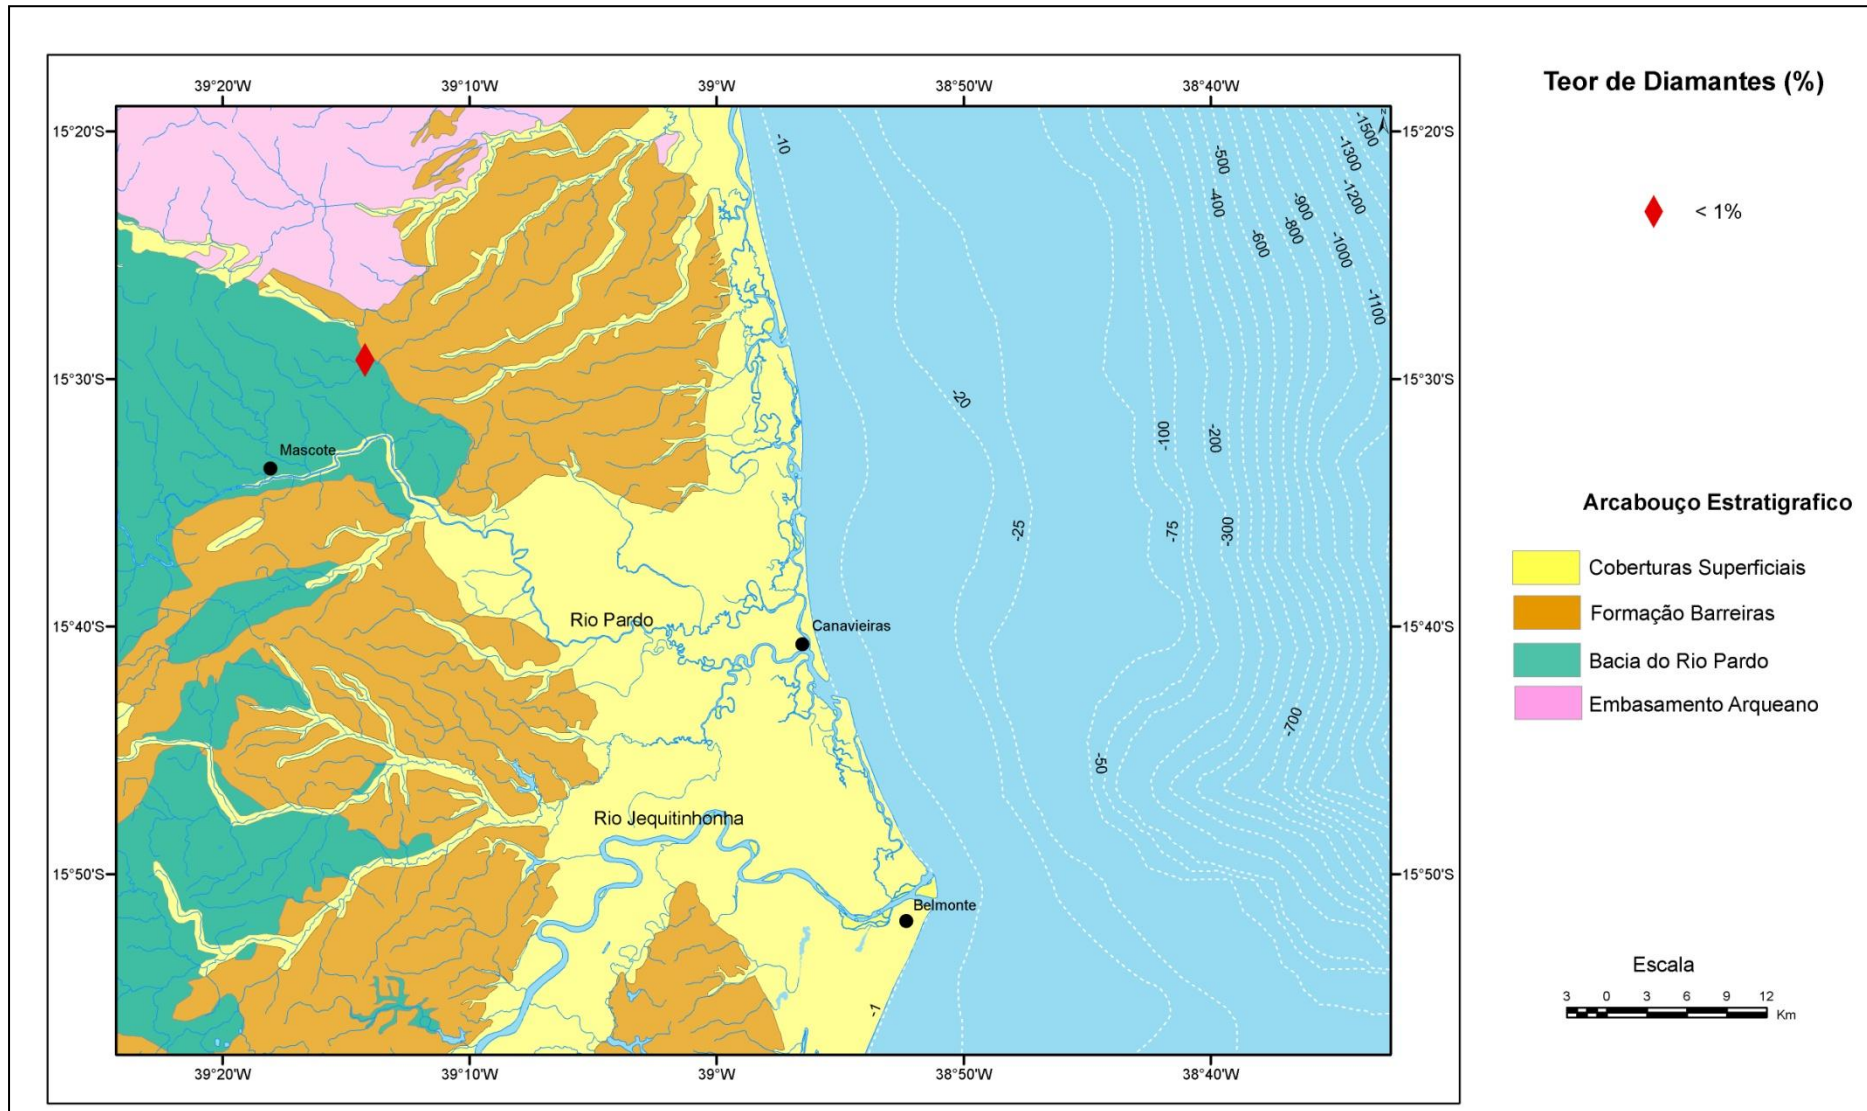 39°20'W 39°10'W 39°W 38°50'W 38°40'W
Teor de Diamantes (%)
< 1%
15°20'S
15°20'S
15°30'S
15°30'S
15°40'S
15°40'S
15°50'S
15°50'S
-10
-20
-25
-50
-75
-100
-200
-300
-400
-500
-600
-700
-800
-900
-1000
-1100
-1200
-1300
-1500
-1
Mascote
Rio Pardo
Canavieiras
Rio Jequitinhonha
Belmonte
Arcabouço Estratigrafico
Coberturas Superficiais
Formação Barreiras
Bacia do Rio Pardo
Embasamento Arqueano
Escala
3 0 3 6 9 12
Km
39°20'W 39°10'W 39°W 38°50'W 38°40'W